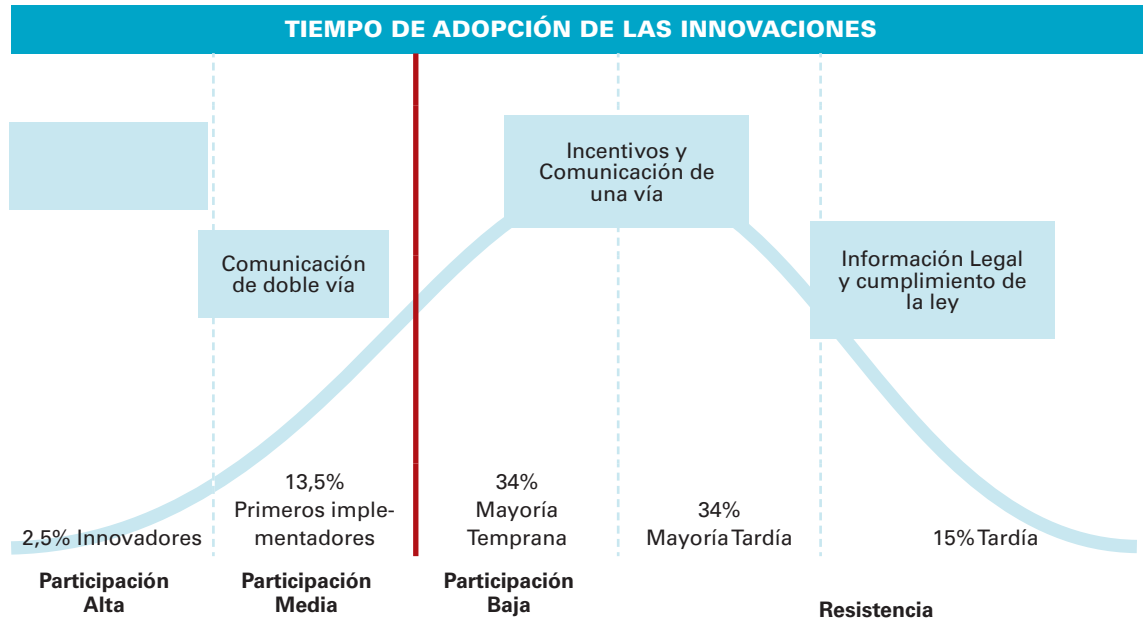 TIEMPO DE ADOPCIÓN DE LAS INNOVACIONES
Incentivos y
Comunicación de
una vía
Comunicación
de doble vía
Información Legal
y cumplimiento de
la ley
2,5% Innovadores
13,5%
Primeros imple-
mentadores
34%
Mayoría
Temprana
34%
Mayoría Tardía
15% Tardía
Participación
Alta
Participación
Media
Participación
Baja
Resistencia